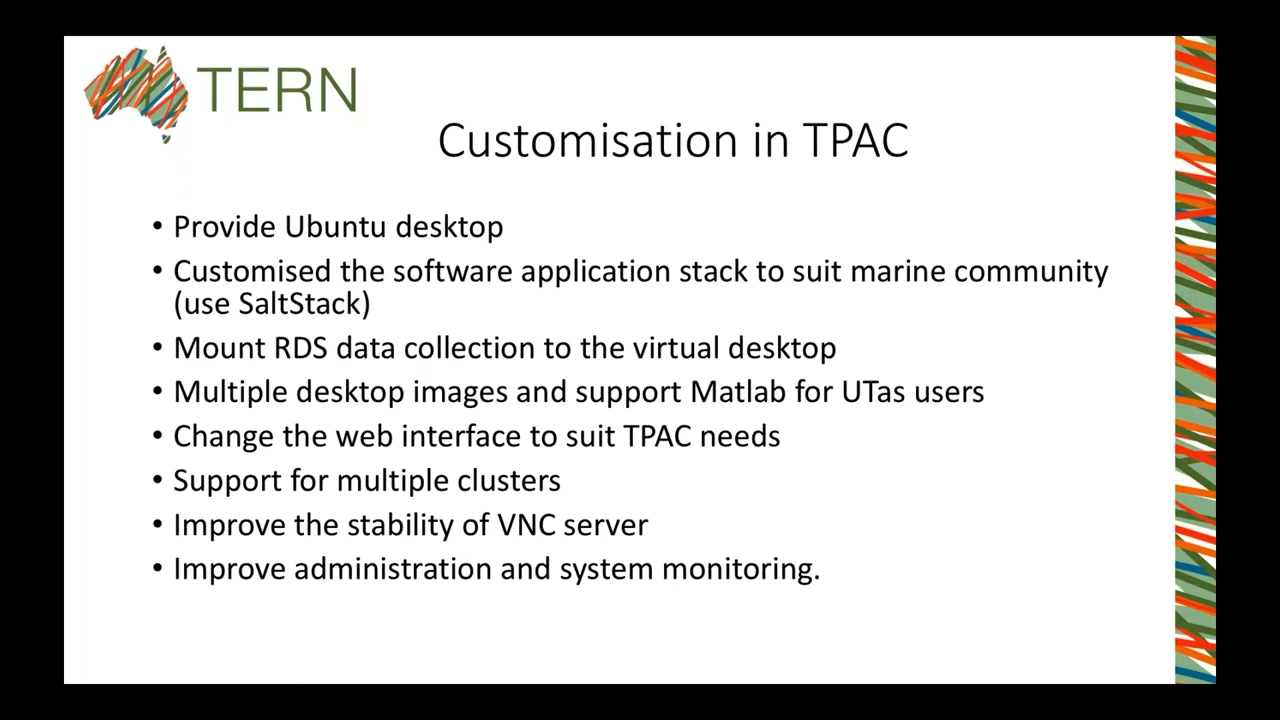 TERN
Customisation in TPAC
• Provide Ubuntu desktop
• Customised the software application stack to suit marine community
(use SaltStack)
• Mount RDS data collection to the virtual desktop
• Multiple desktop images and support Matlab for UTas users
• Change the web interface to suit TPAC needs
• Support for multiple clusters
• Improve the stability of VNC server
• Improve administration and system monitoring.